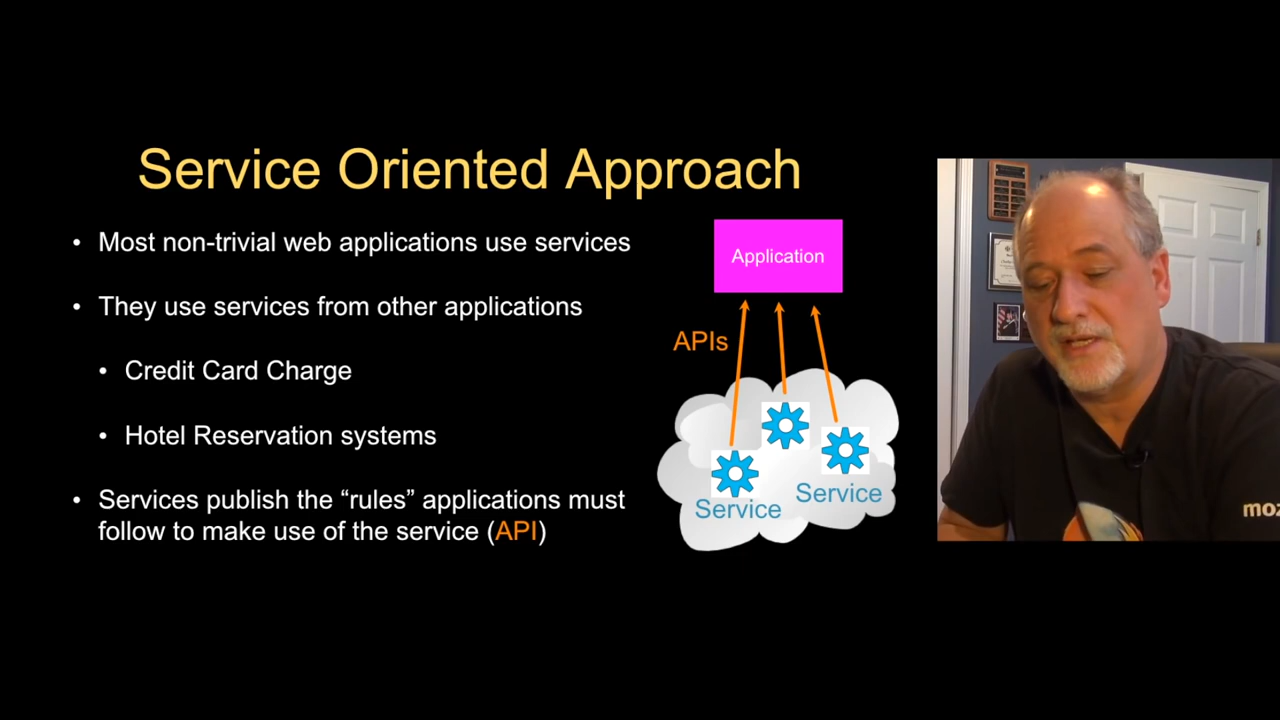 Service Oriented Approach
• Most non-trivial web applications use services
• They use services from other applications
• Credit Card Charge
• Hotel Reservation systems
• Services publish the “rules” applications must
follow to make use of the service (API)
Application
APIs
Service
Service
moz